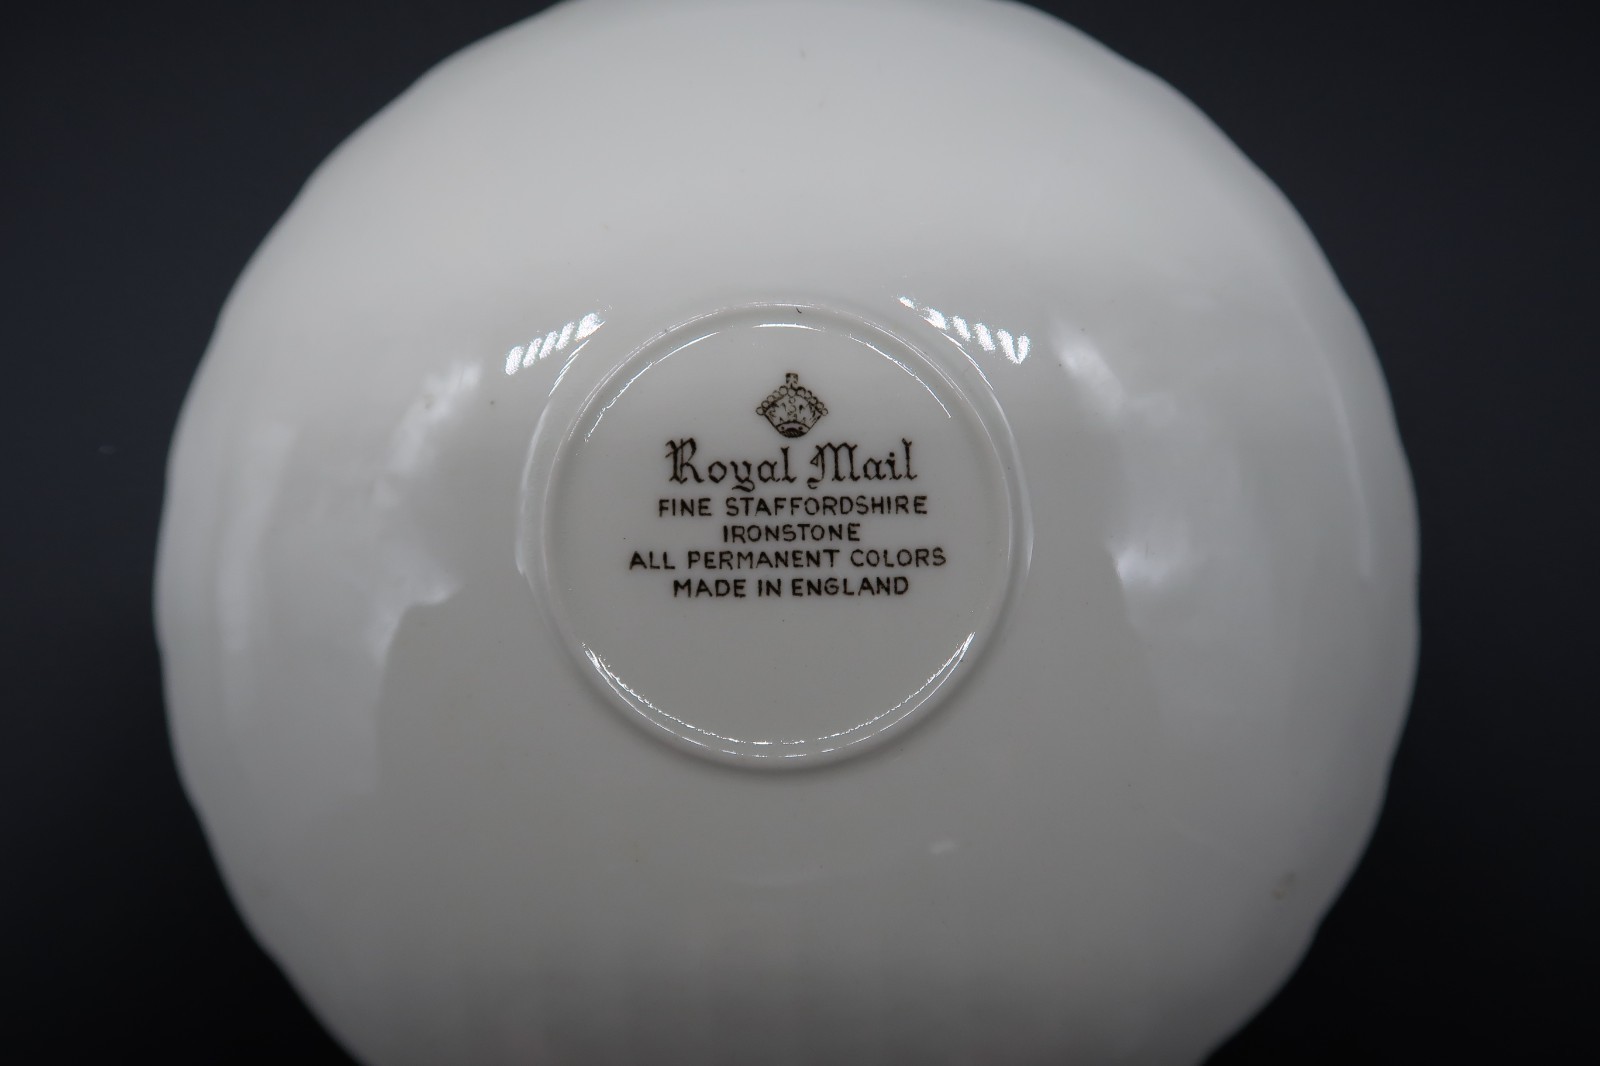 Royal Mail
FINE STAFFORDSHIRE
IRONSTONE
ALL PERMANENT COLORS
MADE IN ENGLAND